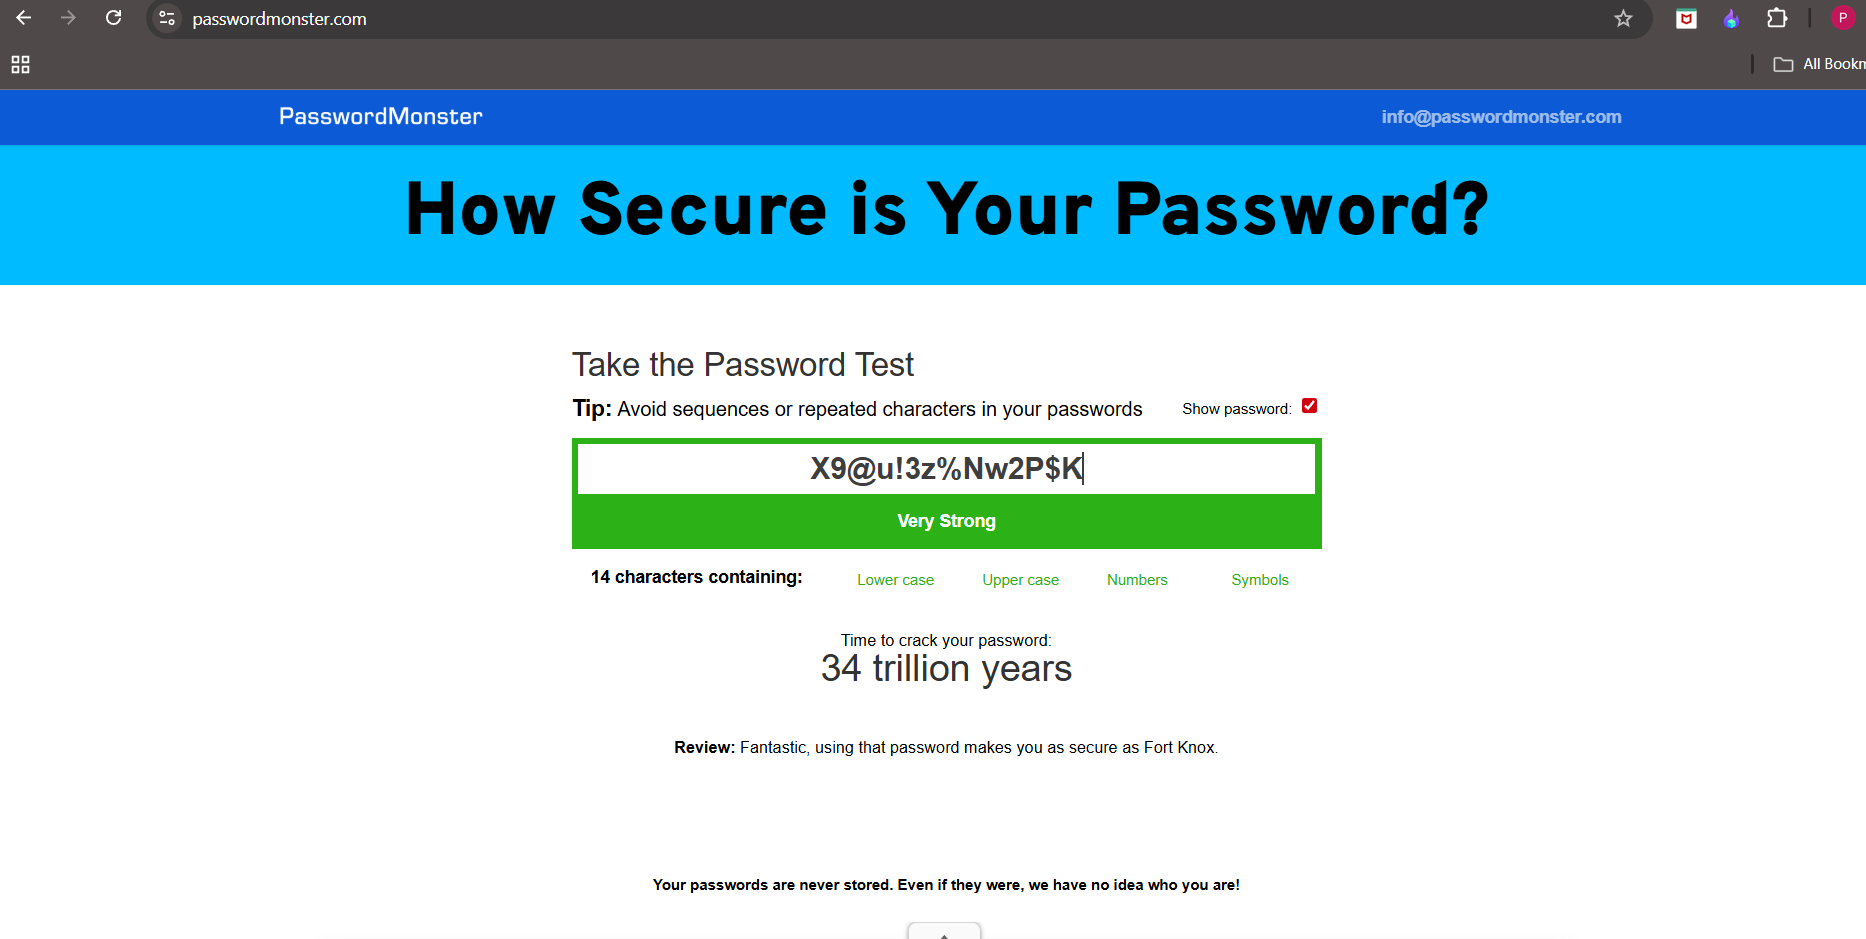 passwordmonster.com
P
All Bookm
PasswordMonster
info@passwordmonster.com
How Secure is Your Password?
Take the Password Test
Tip: Avoid sequences or repeated characters in your passwords
Show password:
X9@u!3z%Nw2P$K
Very Strong
14 characters containing:
Lower case
Upper case
Numbers
Symbols
Time to crack your password:
34 trillion years
Review: Fantastic, using that password makes you as secure as Fort Knox.
Your passwords are never stored. Even if they were, we have no idea who you are!